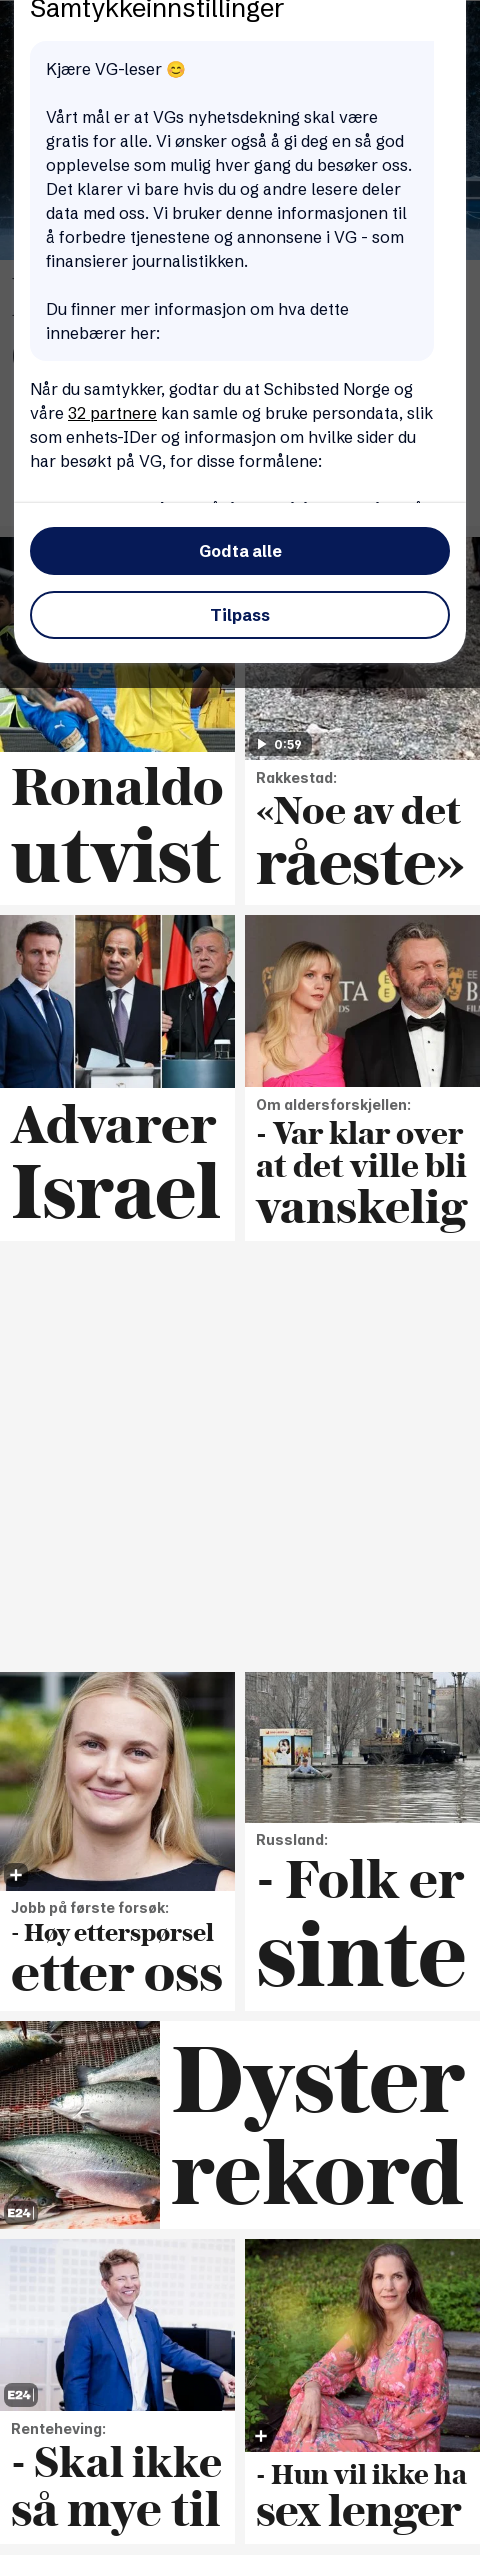 Samtykkeinnstillinger
Kjære VG-leser 😊
Vårt mål er at VGs nyhetsdekning skal være
gratis for alle. Vi ønsker også å gi deg en så god
opplevelse som mulig hver gang du besøker oss.
Det klarer vi bare hvis du og andre lesere deler
data med oss. Vi bruker denne informasjonen til
å forbedre tjenestene og annonsene i VG - som
finansierer journalistikken.
Du finner mer informasjon om hva dette
innebærer her:
Når du samtykker, godtar du at Schibsted Norge og
våre 32 partnere kan samle og bruke persondata, slik
som enhets-IDer og informasjon om hvilke sider du
har besøkt på VG, for disse formålene:
Godta alle
Tilpass
0:59
Ronaldo
utvist
Rakkestad:
«Noe av det
råeste»
Advarer
Israel
Om aldersforskjellen:
- Var klar over
at det ville bli
vanskelig
Jobb på første forsøk:
- Høy etterspørsel
etter oss
Russland:
- Folk er
sinte
E24
Dyster
rekord
E24
Renteheving:
- Skal ikke
så mye til
- Hun vil ikke ha
sex lenger